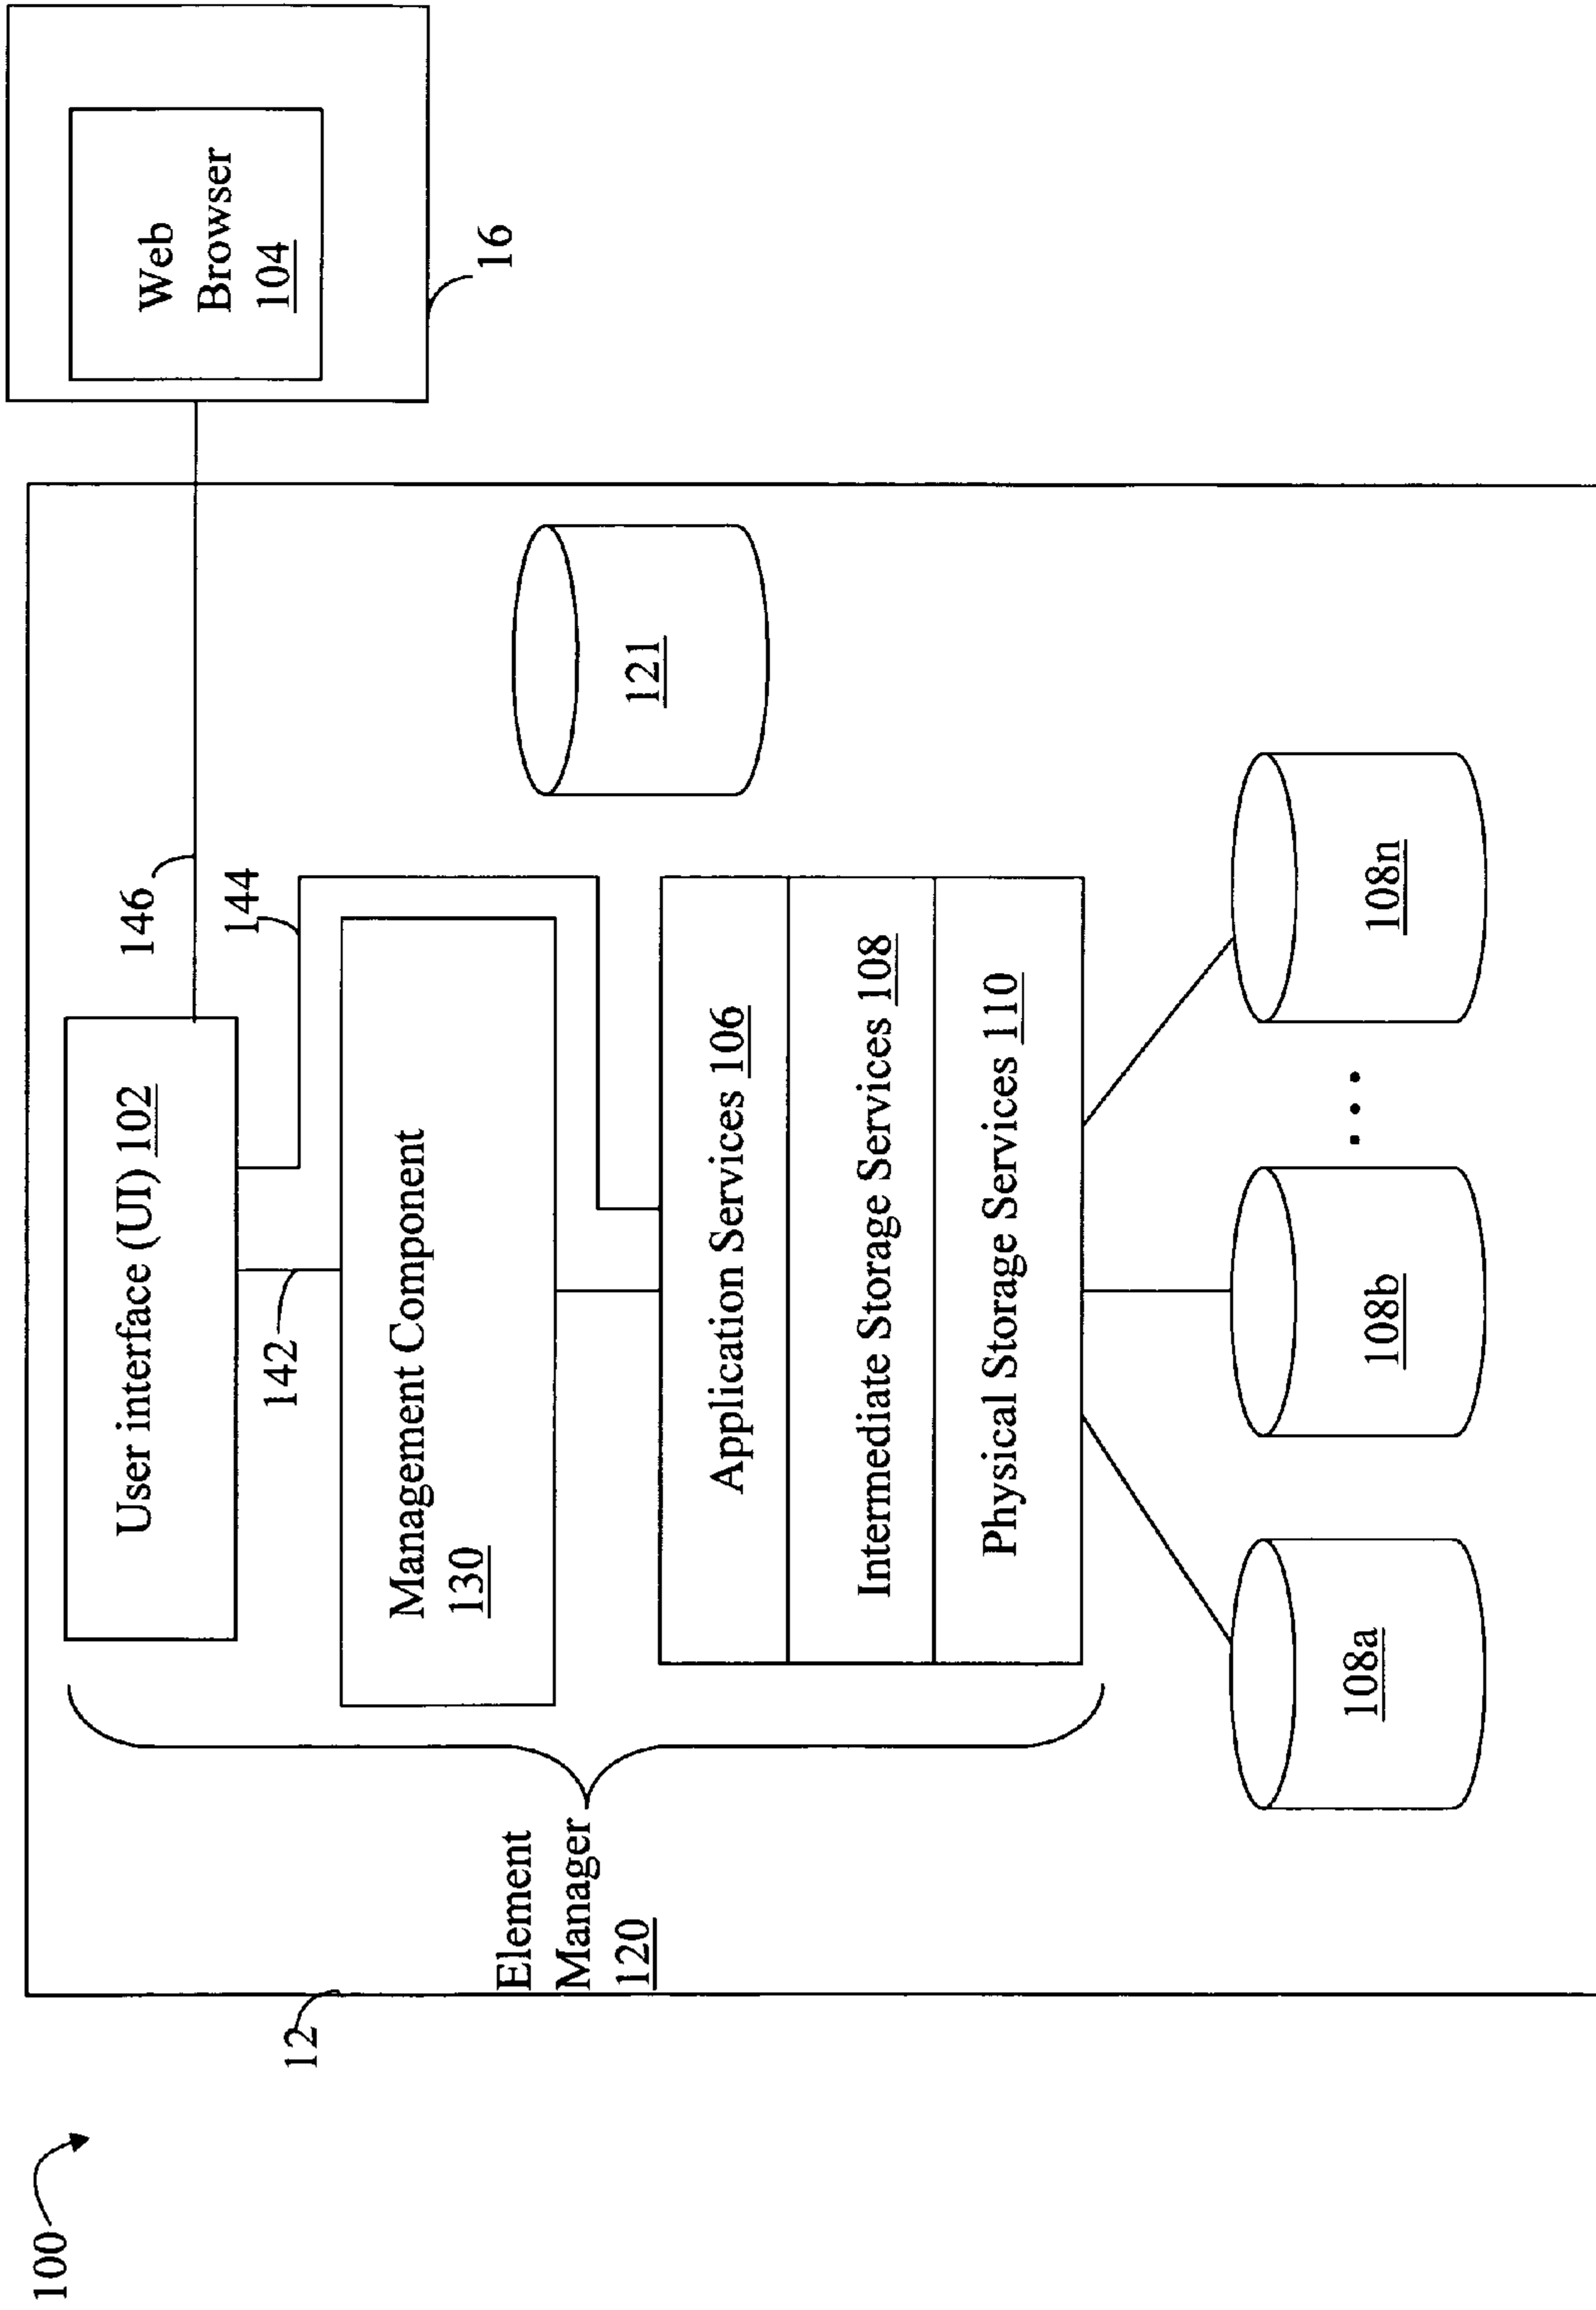 100
12
User interface (UI) 102
146
Web
Browser
104
16
142
144
Management Component
130
Element
Manager
120
121
Application Services 106
Intermediate Storage Services 108
Physical Storage Services 110
108a
108b
...
108n